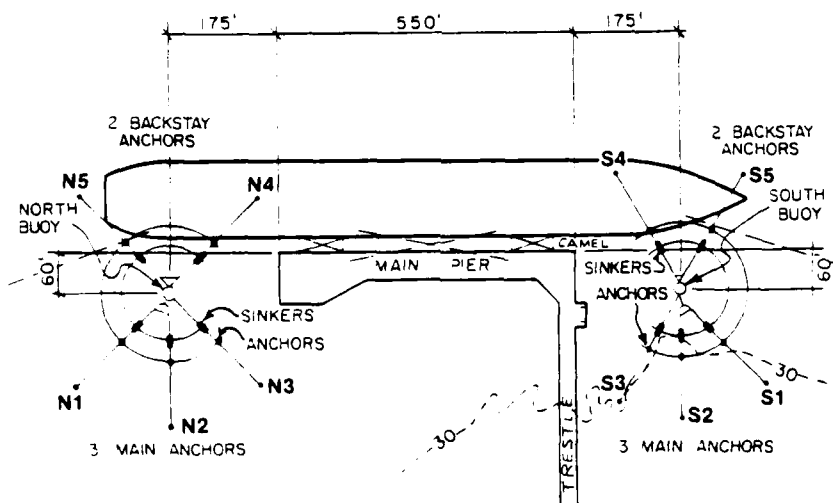 175' 550' 175'
2 BACKSTAY
ANCHORS
2 BACKSTAY
ANCHORS
S4
S5
N5
N4
NORTH
BUOY
SOUTH
BUOY
CAMEL
60'
MAIN PIER
SINKERS
60'
ANCHORS
SINKERS
ANCHORS
N1
N3
S3
S1
30
N2
S2
30
3 MAIN ANCHORS
3 MAIN ANCHORS
TRESTLE